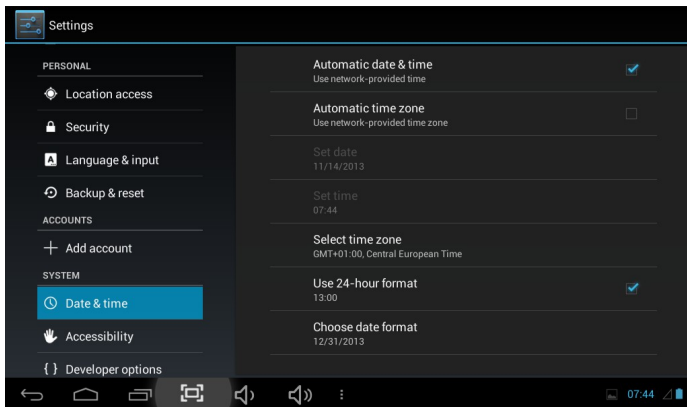 Settings
PERSONAL
Location access
Security
Language & input
Backup & reset
ACCOUNTS
Add account
SYSTEM
Date & time
Accessibility
{ } Developer options
Automatic date & time
Use network-provided time
Automatic time zone
Use network-provided time zone
Set date
11/14/2013
Set time
07:44
Select time zone
GMT+01:00, Central European Time
Use 24-hour format
13:00
Choose date format
12/31/2013
07:44